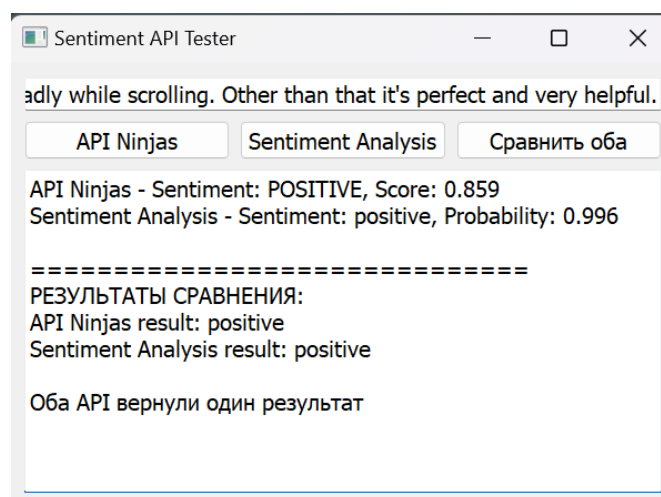 Sentiment API Tester
adly while scrolling. Other than that it's perfect and very helpful.
API Ninjas
Sentiment Analysis
Сравнить оба
API Ninjas - Sentiment: POSITIVE, Score: 0.859
Sentiment Analysis - Sentiment: positive, Probability: 0.996
==============================
РЕЗУЛЬТАТЫ СРАВНЕНИЯ:
API Ninjas result: positive
Sentiment Analysis result: positive
Оба API вернули один результат